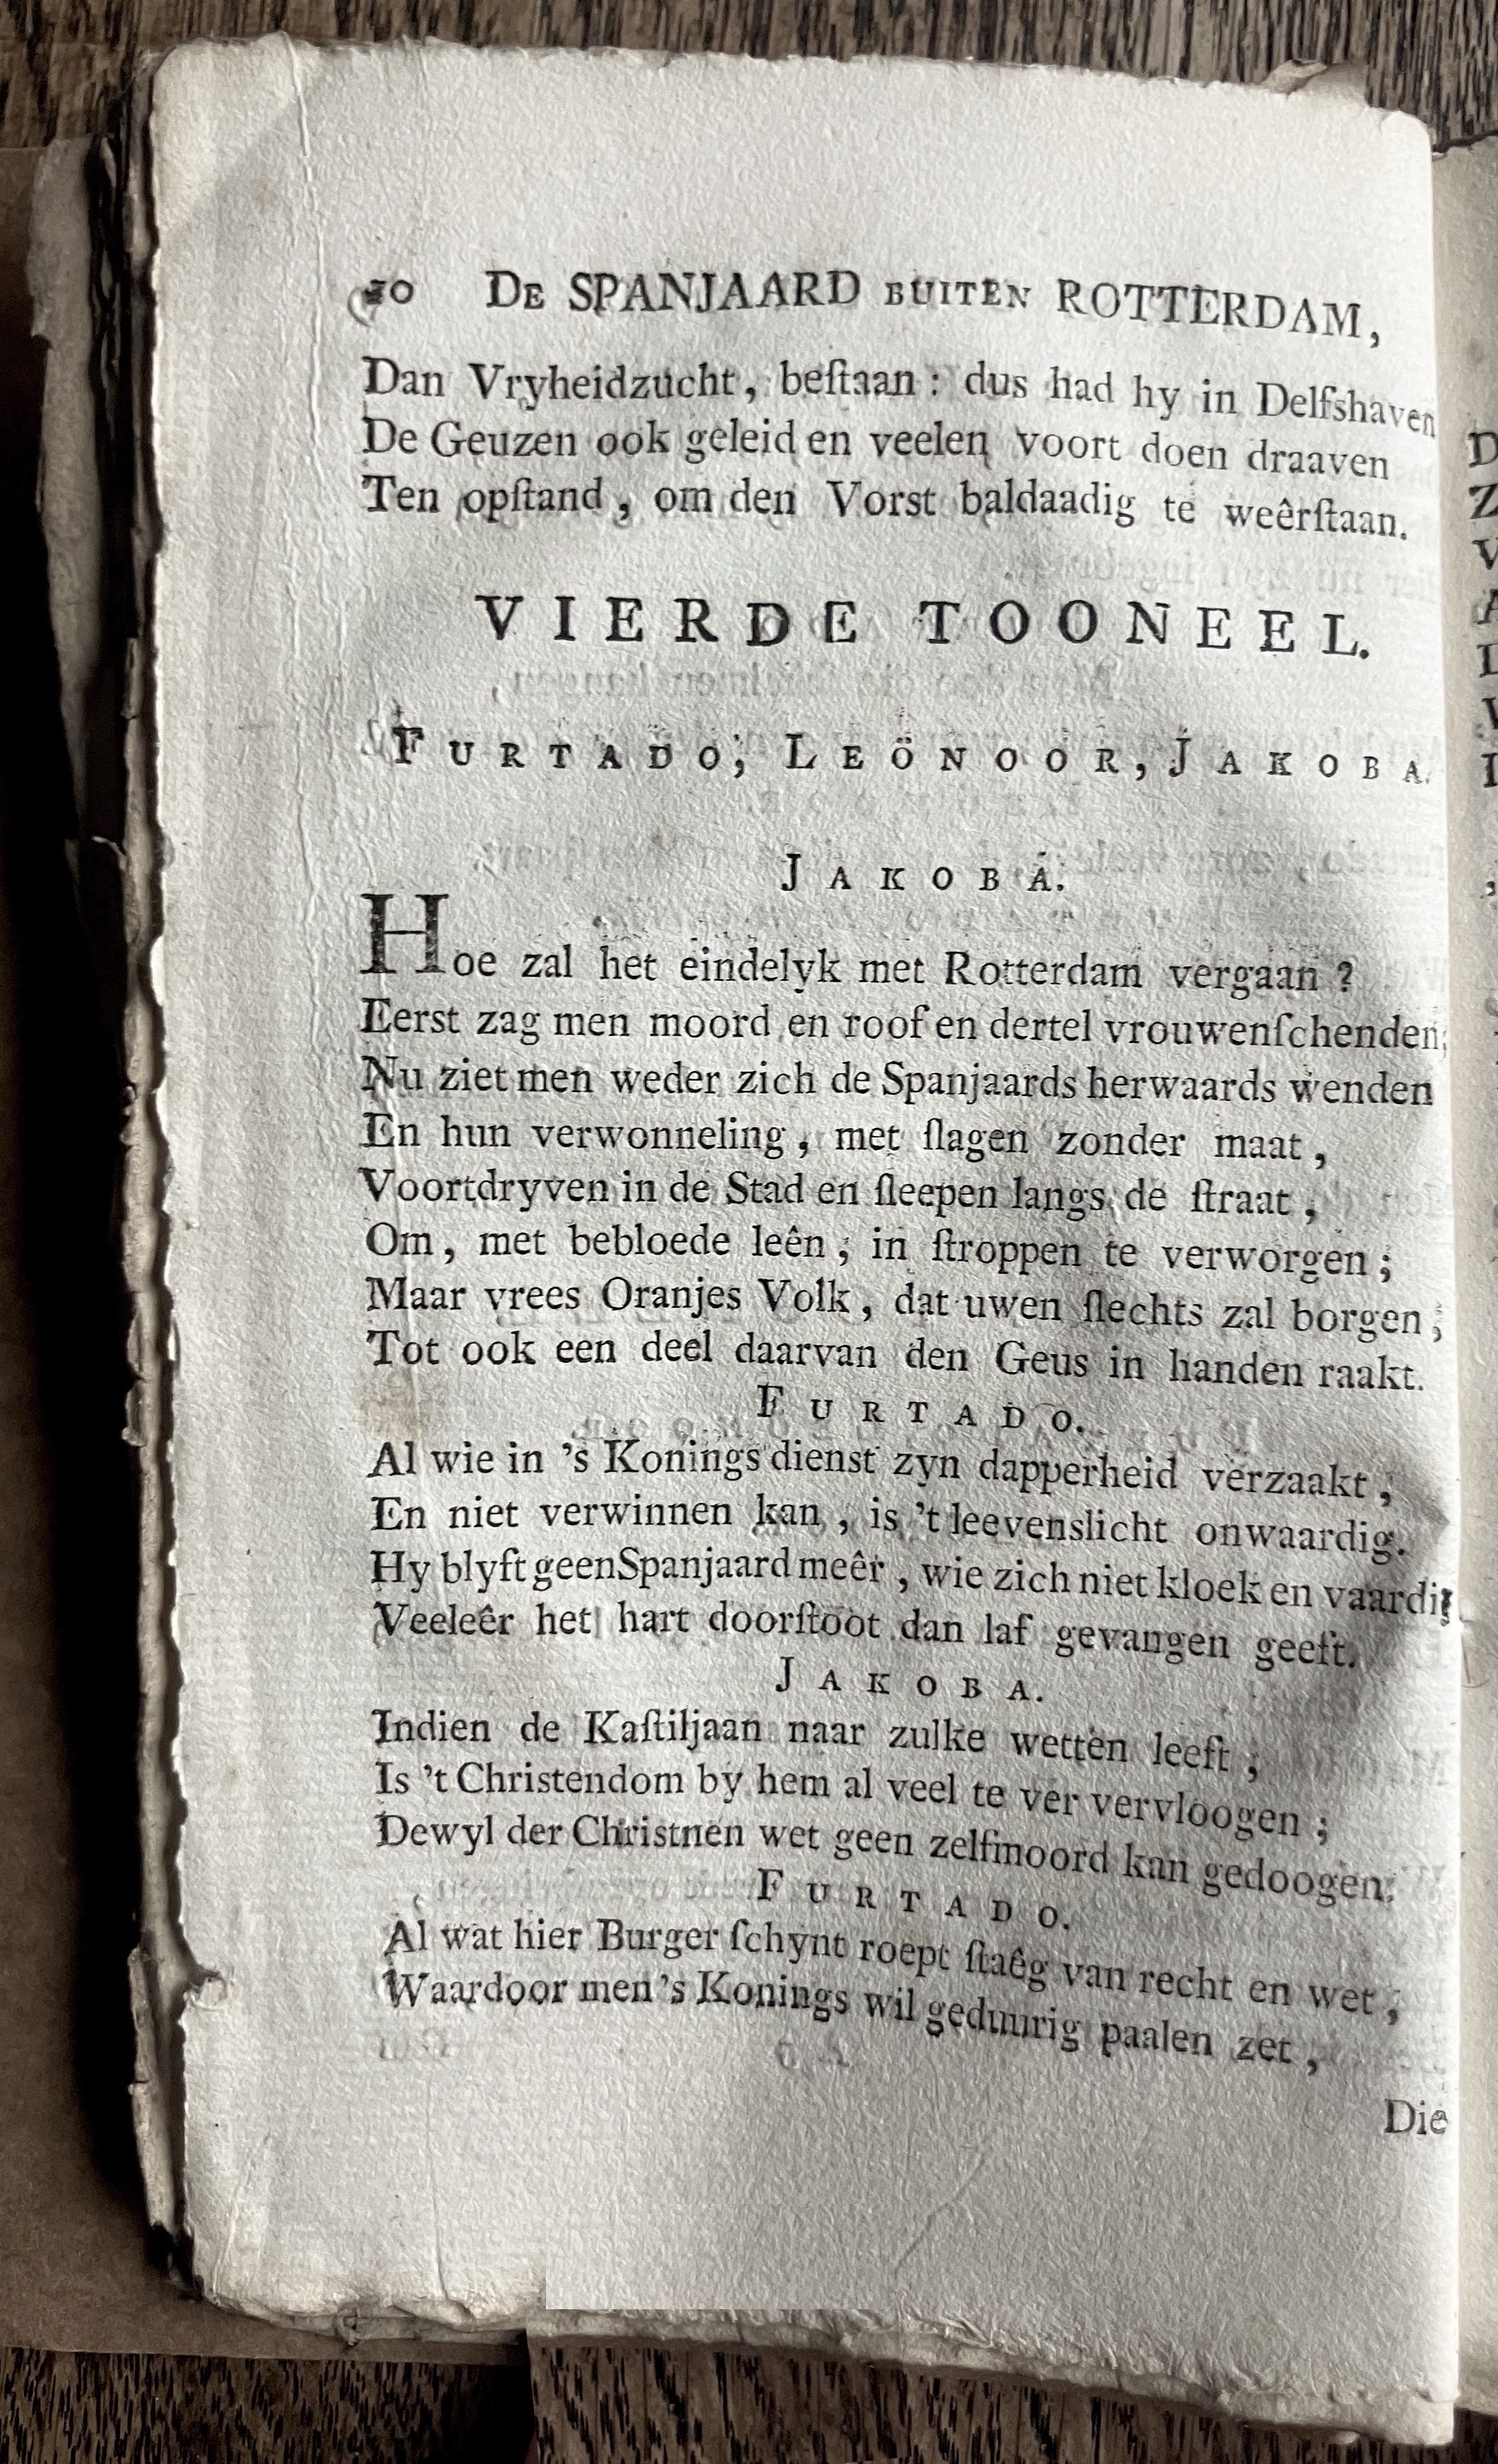 10 DE SPANJAARD BUITEN ROTTERDAM,
Dan Vryheidzucht, beſtaan: dus had hy in Delfshaven
De Geuzen ook geleid en veelen voort doen draaven
Ten opſtand, om den Vorst baldaadig te weêrſtaan.
VIERDE TOONEEL.
FURTADO, LEÖNOOR, JAKOBA.
JAKOBA.
Hoe zal het eindelyk met Rotterdam vergaan?
Eerst zag men moord en roof en dertel vrouwenſchenden;
Nu ziet men weder zich de Spanjaards herwaards wenden
En hun verwonneling, met ſlagen zonder maat,
Voortdryven in de Stad en ſleepen langs de ſtraat,
Om, met bebloede leên, in ſtroppen te verworgen;
Maar vrees Oranjes Volk, dat uwen ſlechts zal borgen,
Tot ook een deel daarvan den Geus in handen raakt.
FURTADO.
Al wie in 's Konings dienst zyn dapperheid verzaakt,
En niet verwinnen kan, is 't leevenslicht onwaardig.
Hy blyft geen Spanjaard meêr, wie zich niet kloek en vaardig
Veeleêr het hart doorſtoot dan laf gevangen geeft.
JAKOBA.
Indien de Kaſtiljaan naar zulke wetten leeft,
Is 't Christendom by hem al veel te ver vervloogen;
Dewyl der Christnen wet geen zelfmoord kan gedoogen.
FURTADO.
Al wat hier Burger ſchynt roept ſtaêg van recht en wet,
Waardoor men 's Konings wil geduurig paalen zet,
Die